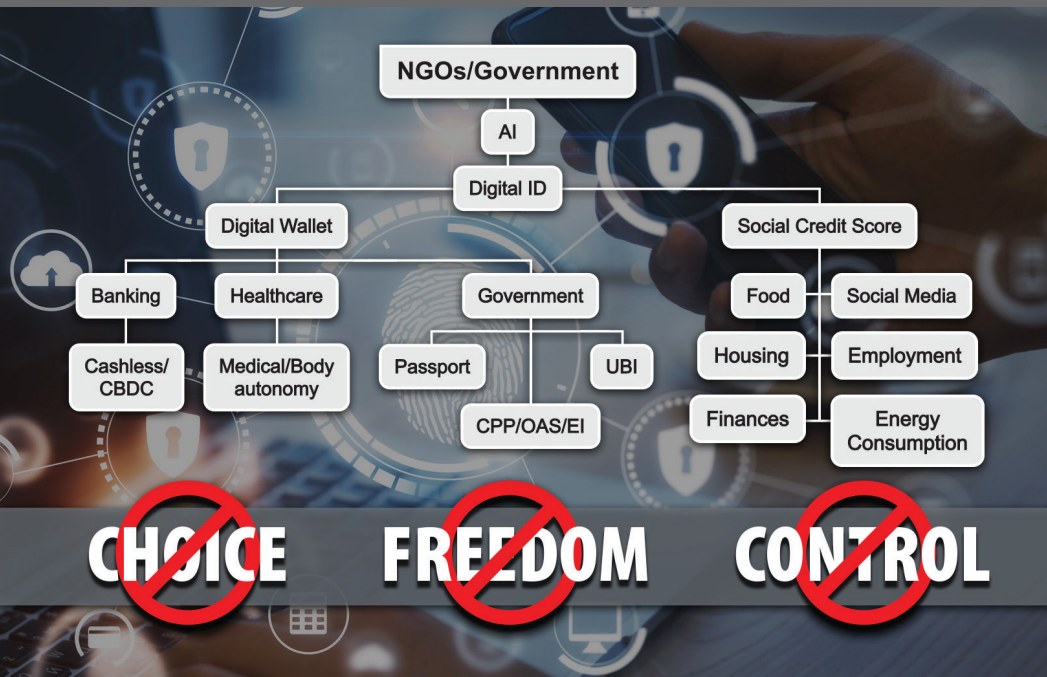 NGOs/Government
AI
Digital ID
Digital Wallet
Social Credit Score
Banking
Healthcare
Government
Food
Social Media
Cashless/
CBDC
Medical/Body
autonomy
Passport
UBI
Housing
Employment
CPP/OAS/EI
Finances
Energy
Consumption
CHOICE
FREEDOM
CONTROL